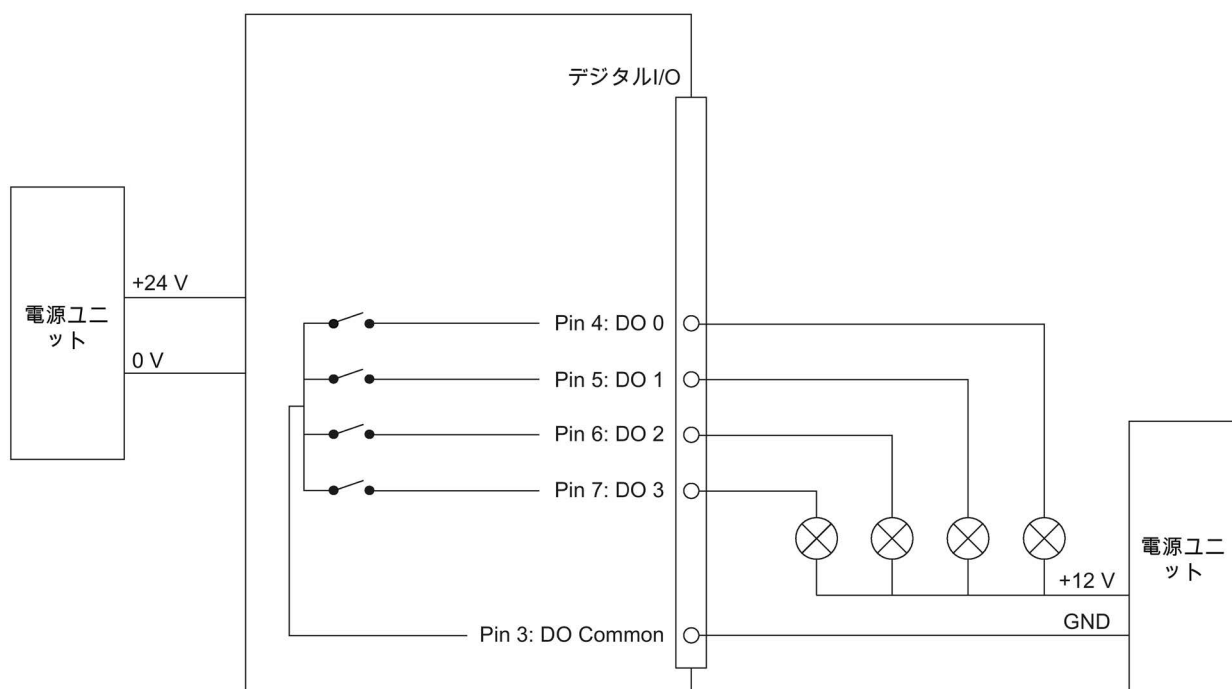 デジタルI/O
+24 V
電源ユニ
ット
0 V
Pin 4: DO 0
Pin 5: DO 1
Pin 6: DO 2
Pin 7: DO 3
電源ユニ
ット
+12 V
GND
Pin 3: DO Common